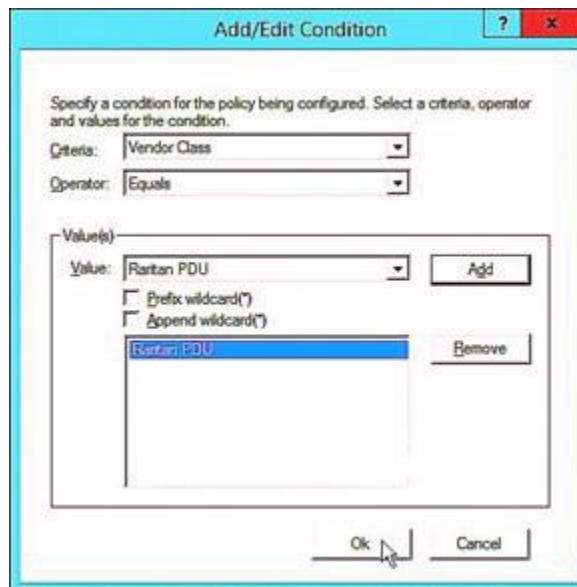 Add/Edit Condition
? x
Specify a condition for the policy being configured. Select a criteria, operator
and values for the condition.
Criteria: Vendor Class
Operator: Equals
Value(s)
Value: Raritan PDU Add
Prefix wildcard(*)
Append wildcard(*)
Raritan PDU Remove
Ok Cancel